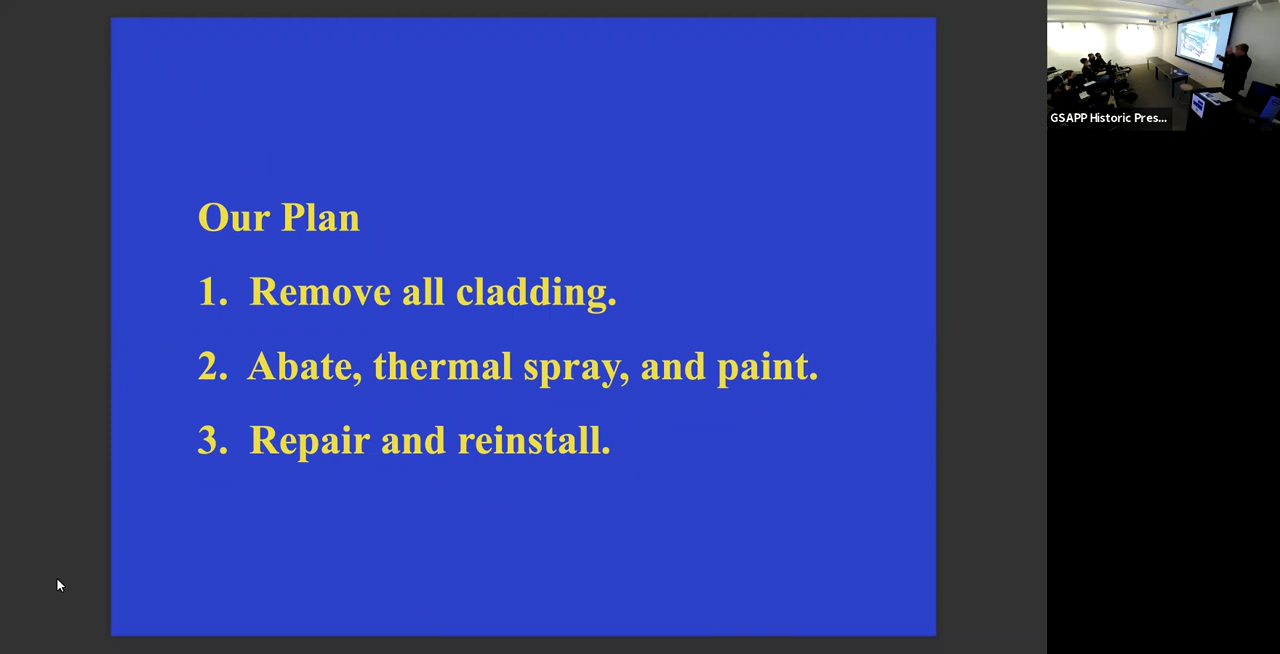 Our Plan
1. Remove all cladding.
2. Abate, thermal spray, and paint.
3. Repair and reinstall.
GSAPP Historic Pres...